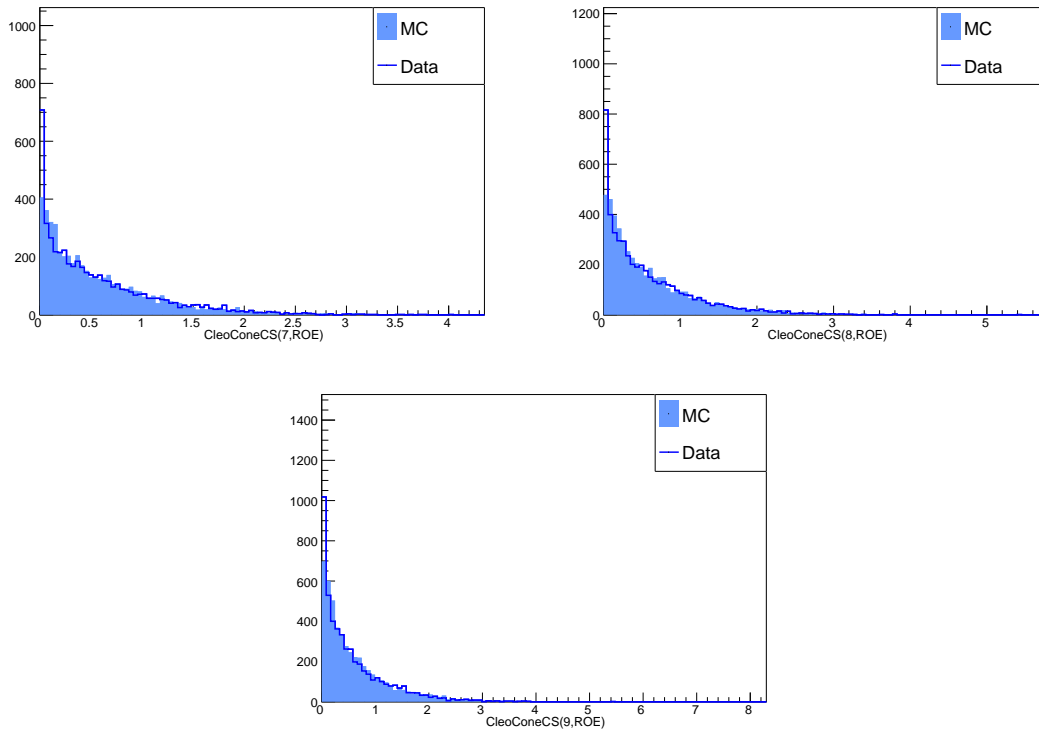 1000
800
600
400
200
0
MC
Data
0 0.5 1 1.5 2 2.5 3 3.5 4
CleoConeCS(7,ROE)
1200
1000
800
600
400
200
0
MC
Data
0 1 2 3 4 5
CleoConeCS(8,ROE)
1400
1200
1000
800
600
400
200
0
MC
Data
0 1 2 3 4 5 6 7 8
CleoConeCS(9,ROE)